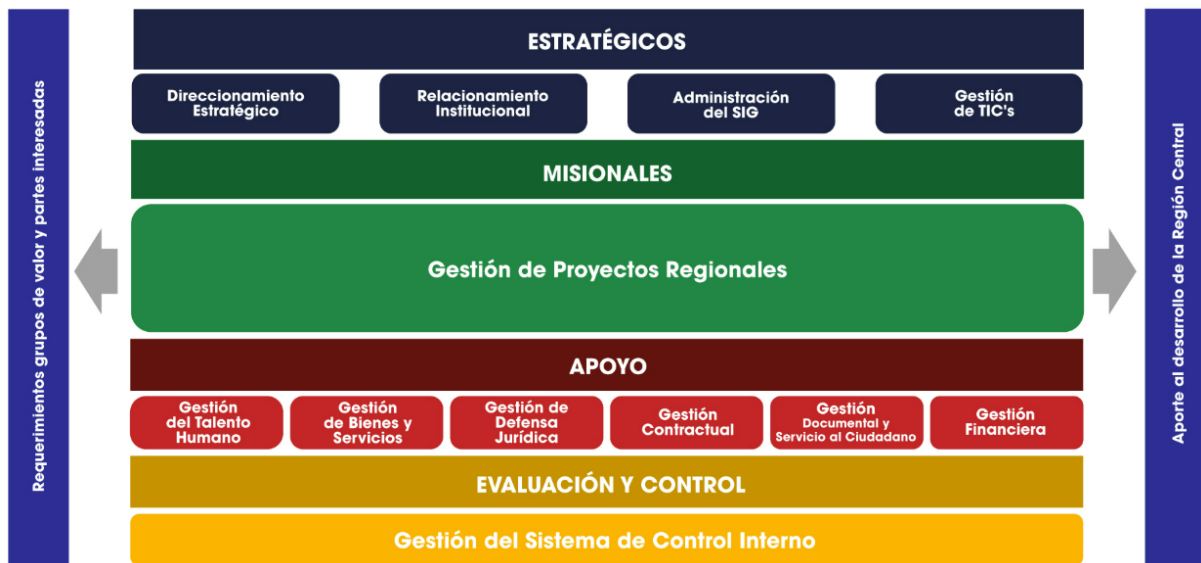 Requerimientos grupos de valor y partes interesadas
ESTRATÉGICOS
Direccionamiento
Estratégico
Relacionamiento
Institucional
Administración
del SIG
Gestión
de TIC's
MISIONALES
Gestión de Proyectos Regionales
APOYO
Gestión
del Talento
Humano
Gestión
de Bienes y
Servicios
Gestión de
Defensa
Jurídica
Gestión
Contractual
Gestión
Documental y
Servicio al Ciudadano
Gestión
Financiera
EVALUACIÓN Y CONTROL
Gestión del Sistema de Control Interno
Aporte al desarrollo de la Región Central